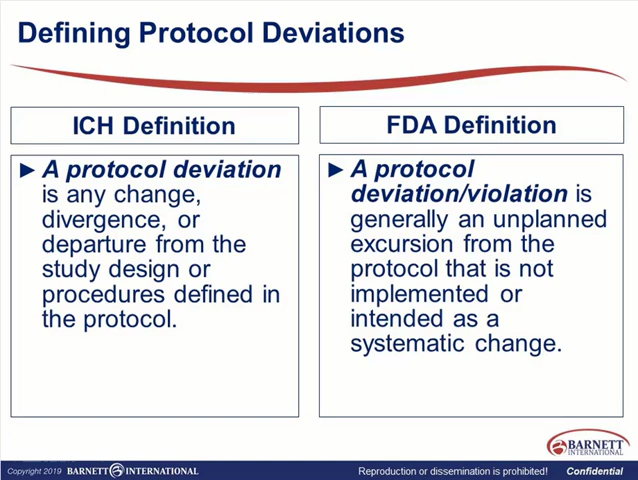 Defining Protocol Deviations
ICH Definition
► A protocol deviation
is any change,
divergence, or
departure from the
study design or
procedures defined in
the protocol.
FDA Definition
► A protocol
deviation/violation is
generally an unplanned
excursion from the
protocol that is not
implemented or
intended as a
systematic change.
BARNETT
INTERNATIONAL
Copyright 2019 BARNETT INTERNATIONAL
Reproduction or dissemination is prohibited! Confidential